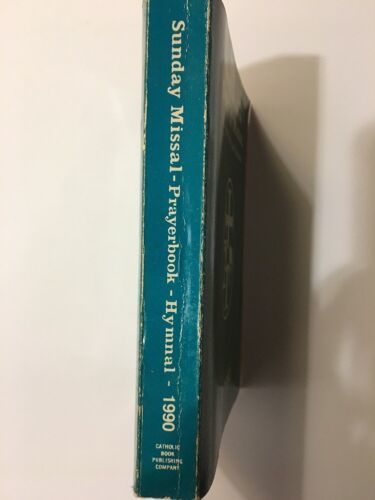 Sunday Missal - Prayerbook - Hymnal - 1990
CATHOLIC
BOOK
PUBLISHING
COMPANY